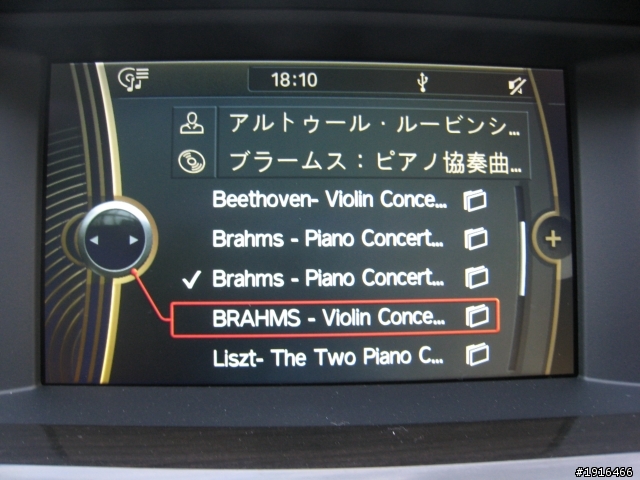 18:10
アルトゥール・ルービンシ...
ブラームス：ピアノ協奏曲...
Beethoven- Violin Conce...
Brahms - Piano Concert...
Brahms - Piano Concert...
BRAHMS - Violin Conce...
Liszt- The Two Piano C...
#1916466